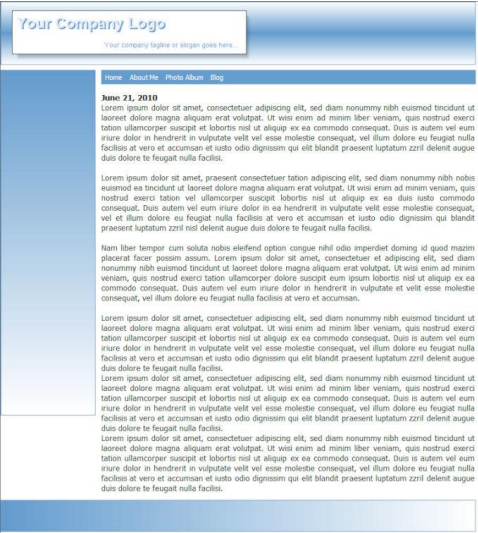 Your Company Logo
Your company tagline or slogan goes here...
Home About Me Photo Album Blog
June 21, 2010
Lorem ipsum dolor sit amet, consectetuer adipiscing elit, sed diam nonummy nibh euismod tincidunt ut
laoreet dolore magna aliquam erat volutpat. Ut wisi enim ad minim liber veniam, quis nostrud exerci
tation ullamcorper suscipit et lobortis nisl ut aliquip ex ea commodo consequat. Duis is autem vel eum
iriure dolor in hendrerit in vulputate velit vel esse molestie consequat, vel illum dolore eu feugiat nulla
facilisis at vero et accumsan et iusto odio dignissim qui elit blandit praesent luptatum zzril delenit augue
duis dolore te feugait nulla facilisi.
Lorem ipsum dolor sit amet, praesent consectetuer tation adipiscing elit, sed diam nonummy nibh nobis
euismod ea tincidunt ut laoreet dolore magna aliquam erat volutpat. Ut wisi enim ad minim veniam, quis
nostrud exerci tation vel ullamcorper suscipit lobortis nisl ut aliquip ex ea duis iusto commodo
consequat. Duis autem vel eum iriure dolor in ea hendrerit in vulputate velit esse molestie consequat,
vel et illum dolore eu feugiat nulla facilisis at vero et accumsan et iusto odio dignissim qui blandit
praesent luptatum zzril nisl delenit augue duis dolore te feugait nulla facilisi.
Nam liber tempor cum soluta nobis eleifend option congue nihil odio imperdiet doming id quod mazim
placerat facer possim assum. Lorem ipsum dolor sit amet, consectetuer et adipiscing elit, sed diam
nonummy nibh euismod tincidunt ut laoreet dolore magna aliquam erat volutpat. Ut wisi enim ad minim
veniam, quis nostrud exerci tation ullamcorper dolore suscipit eum ipsum lobortis nisl ut aliquip ex ea
commodo consequat. Duis autem vel eum iriure dolor in hendrerit in vulputate et velit esse molestie
consequat, vel illum dolore eu feugiat nulla facilisis at vero et accumsan.
Lorem ipsum dolor sit amet, consectetuer adipiscing elit, sed diam nonummy nibh euismod tincidunt ut
laoreet dolore magna aliquam erat volutpat. Ut wisi enim ad minim liber veniam, quis nostrud exerci
tation ullamcorper suscipit et lobortis nisl ut aliquip ex ea commodo consequat. Duis is autem vel eum
iriure dolor in hendrerit in vulputate velit vel esse molestie consequat, vel illum dolore eu feugiat nulla
facilisis at vero et accumsan et iusto odio dignissim qui elit blandit praesent luptatum zzril delenit augue
duis dolore te feugait nulla facilisi.
Lorem ipsum dolor sit amet, consectetuer adipiscing elit, sed diam nonummy nibh euismod tincidunt ut
laoreet dolore magna aliquam erat volutpat. Ut wisi enim ad minim liber veniam, quis nostrud exerci
tation ullamcorper suscipit et lobortis nisl ut aliquip ex ea commodo consequat. Duis is autem vel eum
iriure dolor in hendrerit in vulputate velit vel esse molestie consequat, vel illum dolore eu feugiat nulla
facilisis at vero et accumsan et iusto odio dignissim qui elit blandit praesent luptatum zzril delenit augue
duis dolore te feugait nulla facilisi.
Lorem ipsum dolor sit amet, consectetuer adipiscing elit, sed diam nonummy nibh euismod tincidunt ut
laoreet dolore magna aliquam erat volutpat. Ut wisi enim ad minim liber veniam, quis nostrud exerci
tation ullamcorper suscipit et lobortis nisl ut aliquip ex ea commodo consequat. Duis is autem vel eum
iriure dolor in hendrerit in vulputate velit vel esse molestie consequat, vel illum dolore eu feugiat nulla
facilisis at vero et accumsan et iusto odio dignissim qui elit blandit praesent luptatum zzril delenit augue
duis dolore te feugait nulla facilisi.